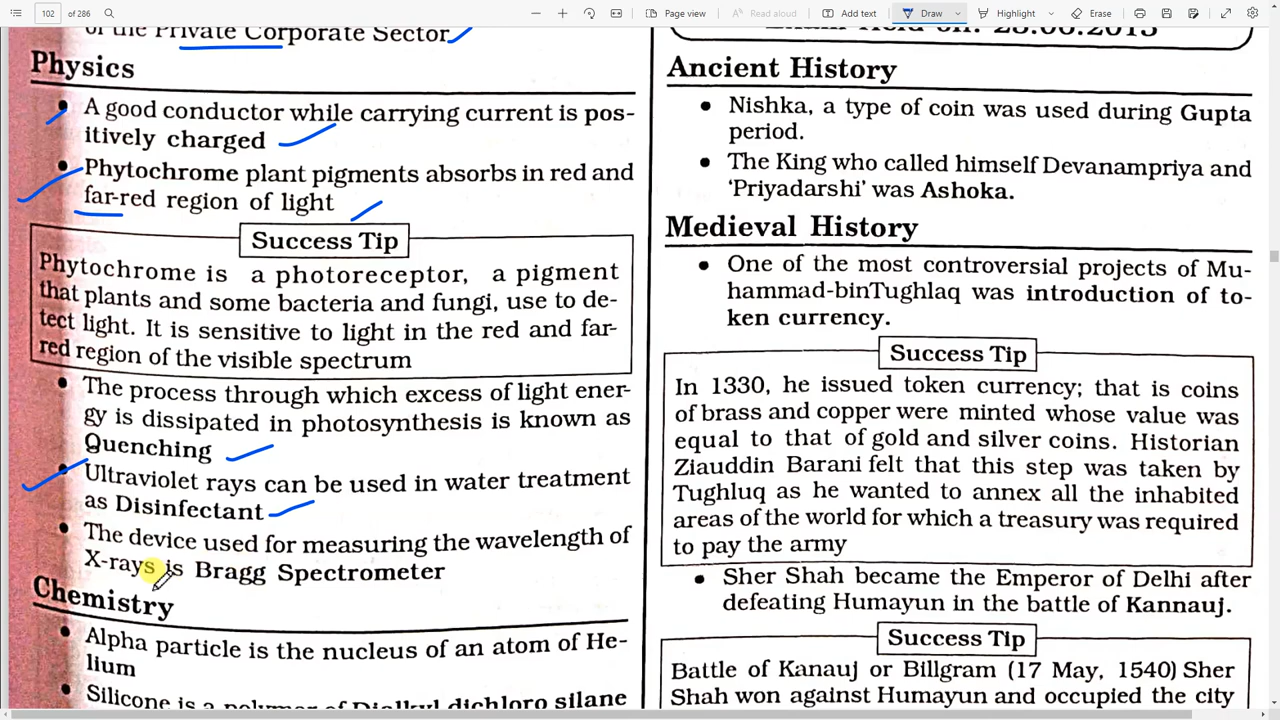 102 of 286 Page view Read aloud Add text Draw Highlight Erase
of the Private Corporate Sector
Physics
• A good conductor while carrying current is pos-
itively charged
• Phytochrome plant pigments absorbs in red and
far-red region of light
Success Tip
Phytochrome is a photoreceptor, a pigment
that plants and some bacteria and fungi, use to de-
tect light. It is sensitive to light in the red and far-
red region of the visible spectrum
• The process through which excess of light ener-
gy is dissipated in photosynthesis is known as
Quenching
• Ultraviolet rays can be used in water treatment
as Disinfectant
• The device used for measuring the wavelength of
X-rays is Bragg Spectrometer
Chemistry
• Alpha particle is the nucleus of an atom of He-
lium
• Silicone is a polymer of Dialkyl dichloro silane
Ancient History
• Nishka, a type of coin was used during Gupta
period.
• The King who called himself Devanampriya and
‘Priyadarshi’ was Ashoka.
Medieval History
• One of the most controversial projects of Mu-
hammad-binTughlaq was introduction of to-
ken currency.
Success Tip
In 1330, he issued token currency; that is coins
of brass and copper were minted whose value was
equal to that of gold and silver coins. Historian
Ziauddin Barani felt that this step was taken by
Tughluq as he wanted to annex all the inhabited
areas of the world for which a treasury was required
to pay the army
• Sher Shah became the Emperor of Delhi after
defeating Humayun in the battle of Kannauj.
Success Tip
Battle of Kanauj or Billgram (17 May, 1540) Sher
Shah won against Humayun and occupied the city